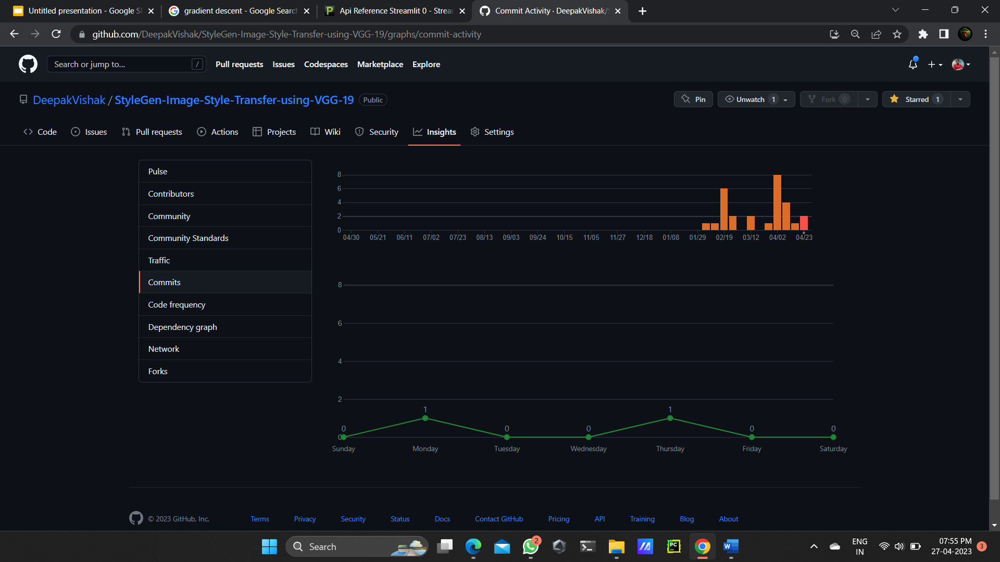 Untitled presentation - Google Sl
gradient descent - Google Search
Api Reference Streamlit 0 - Strear
Commit Activity · DeepakVishak/S
github.com/DeepakVishak/StyleGen-Image-Style-Transfer-using-VGG-19/graphs/commit-activity
Search or jump to... /
Pull requests Issues Codespaces Marketplace Explore
DeepakVishak / StyleGen-Image-Style-Transfer-using-VGG-19 Public
Pin Unwatch 1 Fork 0 Starred 1
Code Issues Pull requests Actions Projects Wiki Security Insights Settings
Pulse
Contributors
Community
Community Standards
Traffic
Commits
Code frequency
Dependency graph
Network
Forks
8
6
4
2
0
04/30 05/21 06/11 07/02 07/23 08/13 09/03 09/24 10/15 11/05 11/27 12/18 01/08 01/29 02/19 03/12 04/02 04/23
8
6
4
2
0
0 1 0 0 1 0 0
Sunday Monday Tuesday Wednesday Thursday Friday Saturday
© 2023 GitHub, Inc. Terms Privacy Security Status Docs Contact GitHub Pricing API Training Blog About
Search
2
PC
W
ENG
IN
07:55 PM
27-04-2023
3